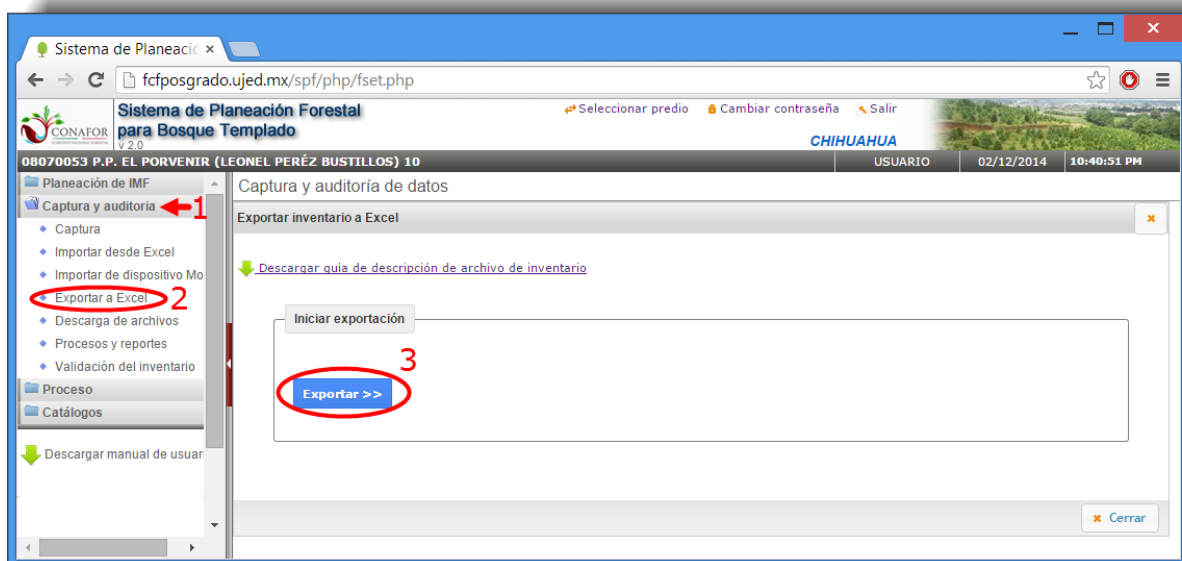 Sistema de Planeació
fcfposgrado.ujed.mx/spf/php/fset.php
CONAFOR
Sistema de Planeación Forestal
para Bosque Templado
v 2.0
Seleccionar predio
Cambiar contraseña
Salir
CHIHUAHUA
08070053 P.P. EL PORVENIR (LEONEL PERÉZ BUSTILLOS) 10
USUARIO
02/12/2014
10:40:51 PM
Planeación de IMF
Captura y auditoria
1
Captura
Importar desde Excel
Importar de dispositivo Mo
Exportar a Excel
2
Descarga de archivos
Procesos y reportes
Validación del inventario
Proceso
Catálogos
Descargar manual de usuar
Captura y auditoría de datos
Exportar inventario a Excel
Descargar guia de descripción de archivo de inventario
Iniciar exportación
3
Exportar >>
Cerrar